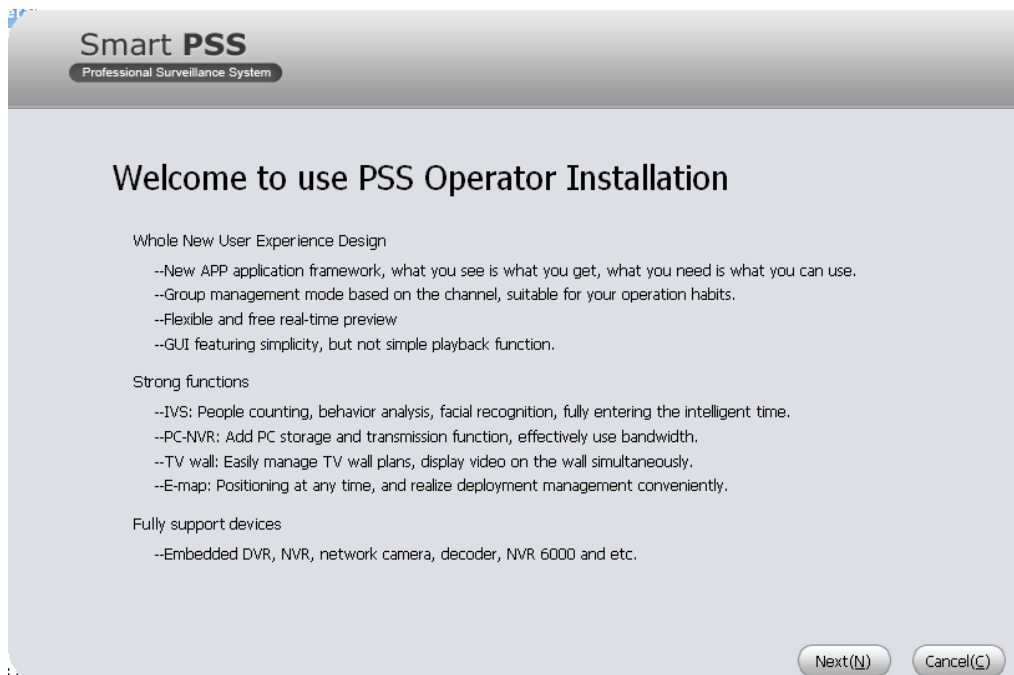 Smart PSS
Professional Surveillance System
Welcome to use PSS Operator Installation
Whole New User Experience Design
--New APP application framework, what you see is what you get, what you need is what you can use.
--Group management mode based on the channel, suitable for your operation habits.
--Flexible and free real-time preview
--GUI featuring simplicity, but not simple playback function.
Strong functions
--IVS: People counting, behavior analysis, facial recognition, fully entering the intelligent time.
--PC-NVR: Add PC storage and transmission function, effectively use bandwidth.
--TV wall: Easily manage TV wall plans, display video on the wall simultaneously.
--E-map: Positioning at any time, and realize deployment management conveniently.
Fully support devices
--Embedded DVR, NVR, network camera, decoder, NVR 6000 and etc.
Next(N) Cancel(C)